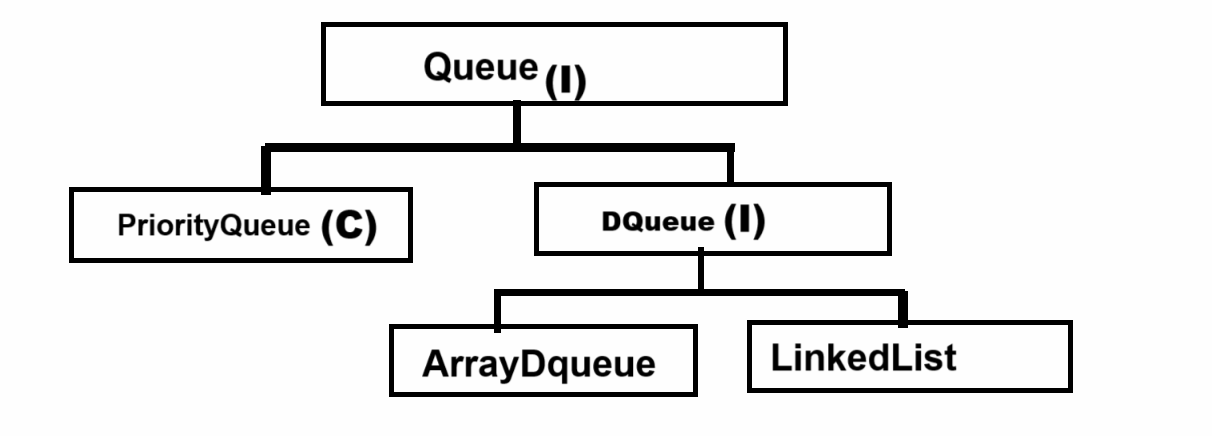 Queue (I)
PriorityQueue (C)
DQueue (I)
ArrayDqueue
LinkedList